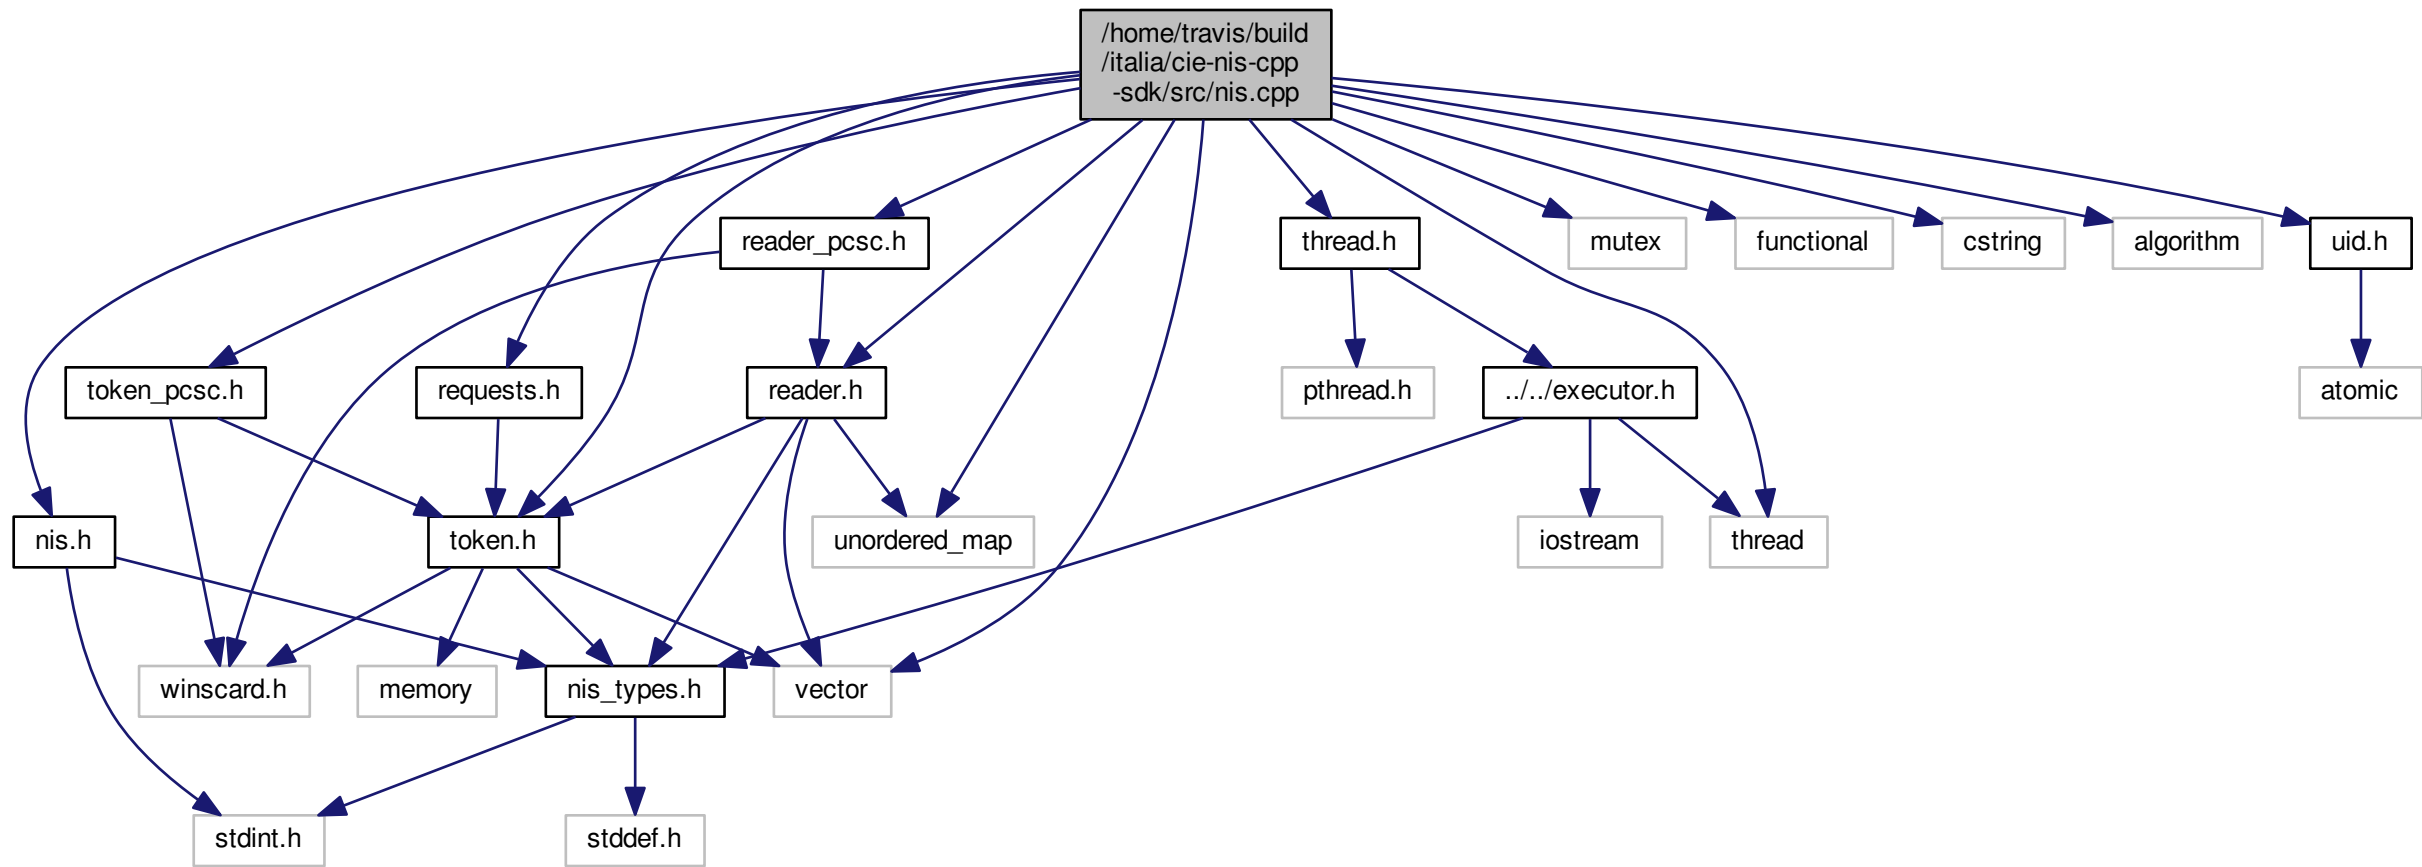 /home/travis/build
/italia/cie-nis-cpp
-sdk/src/nis.cpp
reader_pcsc.h
thread.h
mutex
functional
cstring
algorithm
uid.h
token_pcsc.h
requests.h
reader.h
pthread.h
../../executor.h
atomic
nis.h
token.h
unordered_map
iostream
thread
winscard.h
memory
nis_types.h
vector
stdint.h
stddef.h